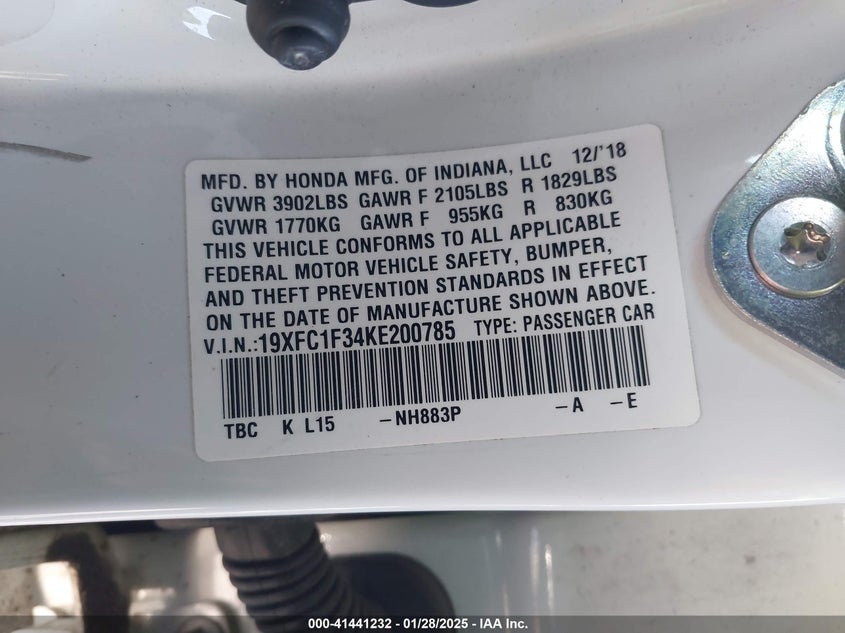 MFD. BY HONDA MFG. OF INDIANA, LLC 12/'18
GVWR 3902LBS GAWR F 2105LBS R 1829LBS
GVWR 1770KG GAWR F 955KG R 830KG
THIS VEHICLE CONFORMS TO ALL APPLICABLE
FEDERAL MOTOR VEHICLE SAFETY, BUMPER,
AND THEFT PREVENTION STANDARDS IN EFFECT
ON THE DATE OF MANUFACTURE SHOWN ABOVE.
V.I.N.:19XFC1F34KE200785 TYPE: PASSENGER CAR
TBC K L15 -NH883P -A -E
000-41441232 - 01/28/2025 - IAA Inc.